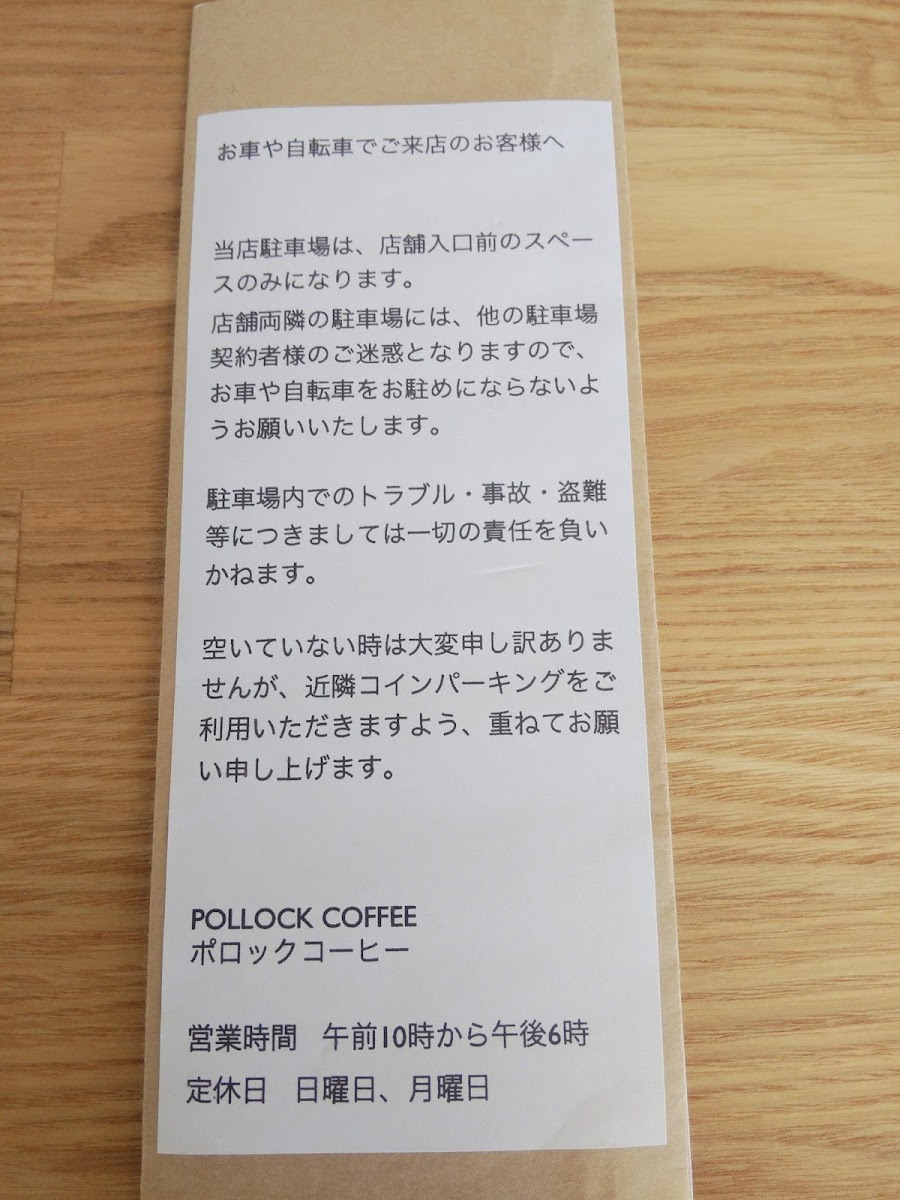 お車や自転車でご来店のお客様へ
当店駐車場は、店舗入口前のスペー
スのみになります。
店舗両隣の駐車場には、他の駐車場
契約者様のご迷惑となりますので、
お車や自転車をお駐めにならないよ
うお願いいたします。
駐車場内でのトラブル・事故・盗難
等につきましては一切の責任を負い
かねます。
空いていない時は大変申し訳ありま
せんが、近隣コインパーキングをご
利用いただきますよう、重ねてお願
い申し上げます。
POLLOCK COFFEE
ポロックコーヒー
営業時間　午前10時から午後6時
定休日　日曜日、月曜日